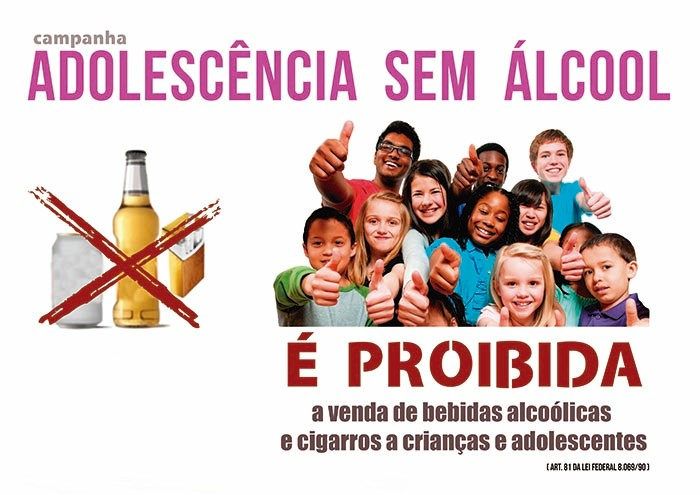 campanha
ADOLESCÊNCIA SEM ÁLCOOL
É PROIBIDA
a venda de bebidas alcoólicas
e cigarros a crianças e adolescentes
( ART. 81 DA LEI FEDERAL 8.069/90 )